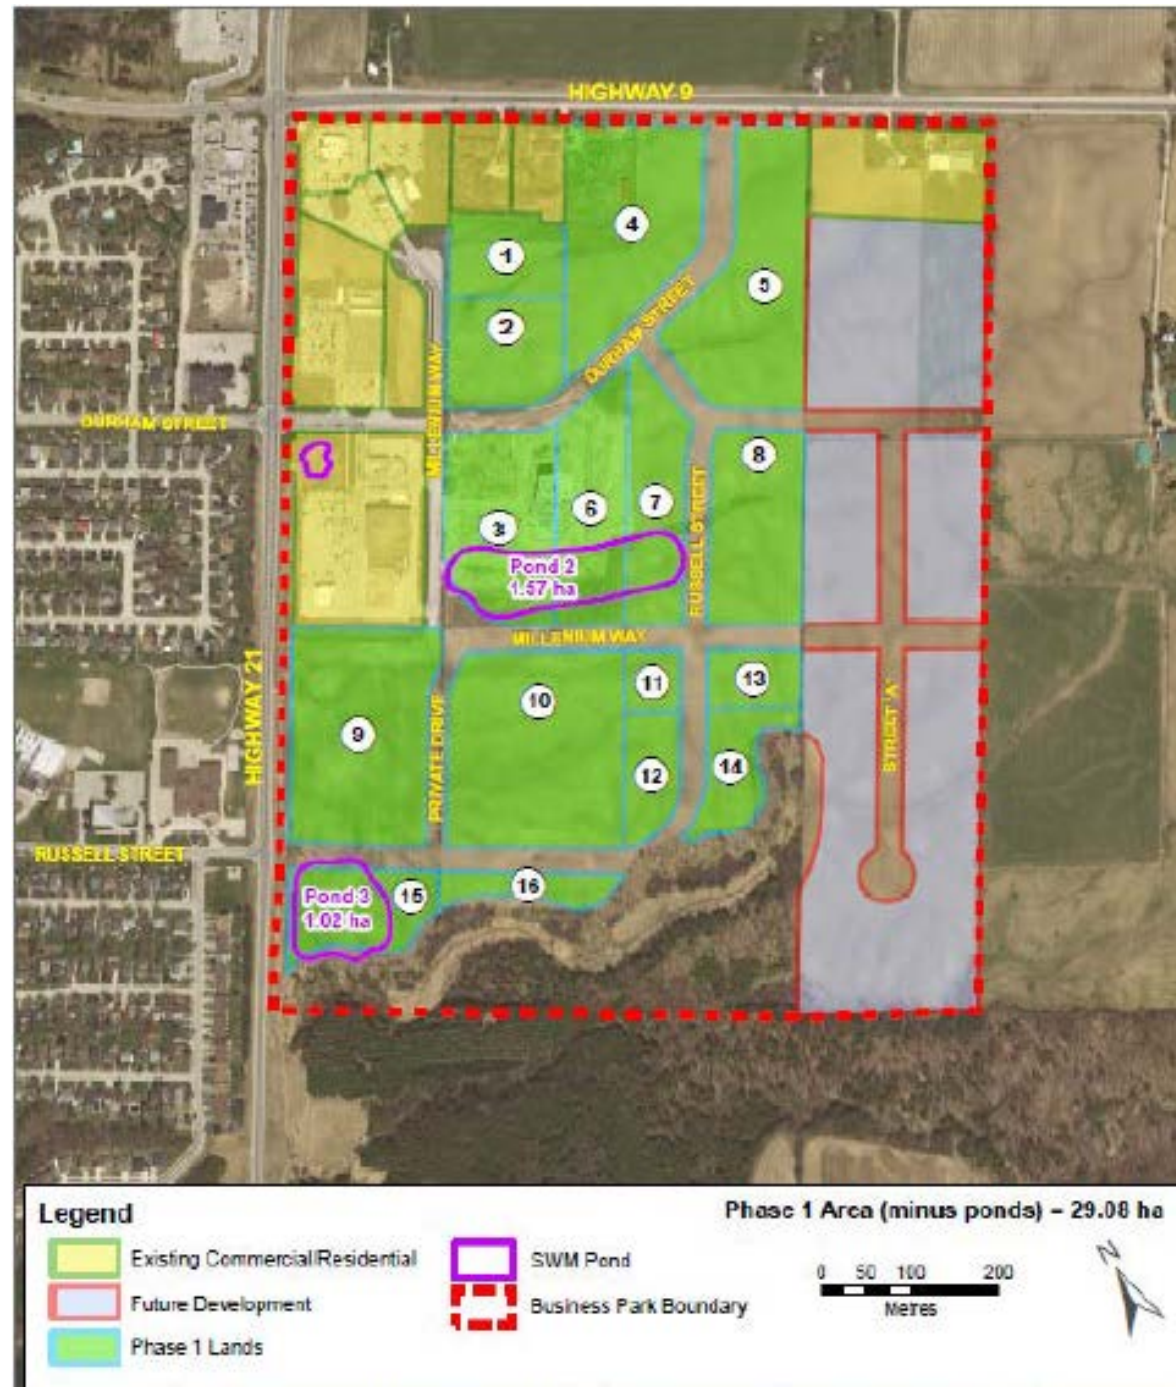 HIGHWAY 9
4
1
5
2
DURHAM STREET
MILLENIUM WAY
DURHAM STREET
8
7
6
3
RUSSELL STREET
Pond 2
1.57 ha
MILLENIUM WAY
11
13
10
9
HIGHWAY 21
PRIVATE DRIVE
STREET 'A'
12
14
RUSSELL STREET
Pond 3
1.02 ha
15
16
Legend
Phase 1 Area (minus ponds) - 29.08 ha
Existing Commercial/Residential
SWM Pond
Future Development
Business Park Boundary
Phase 1 Lands
0 50 100 200
Metres
N